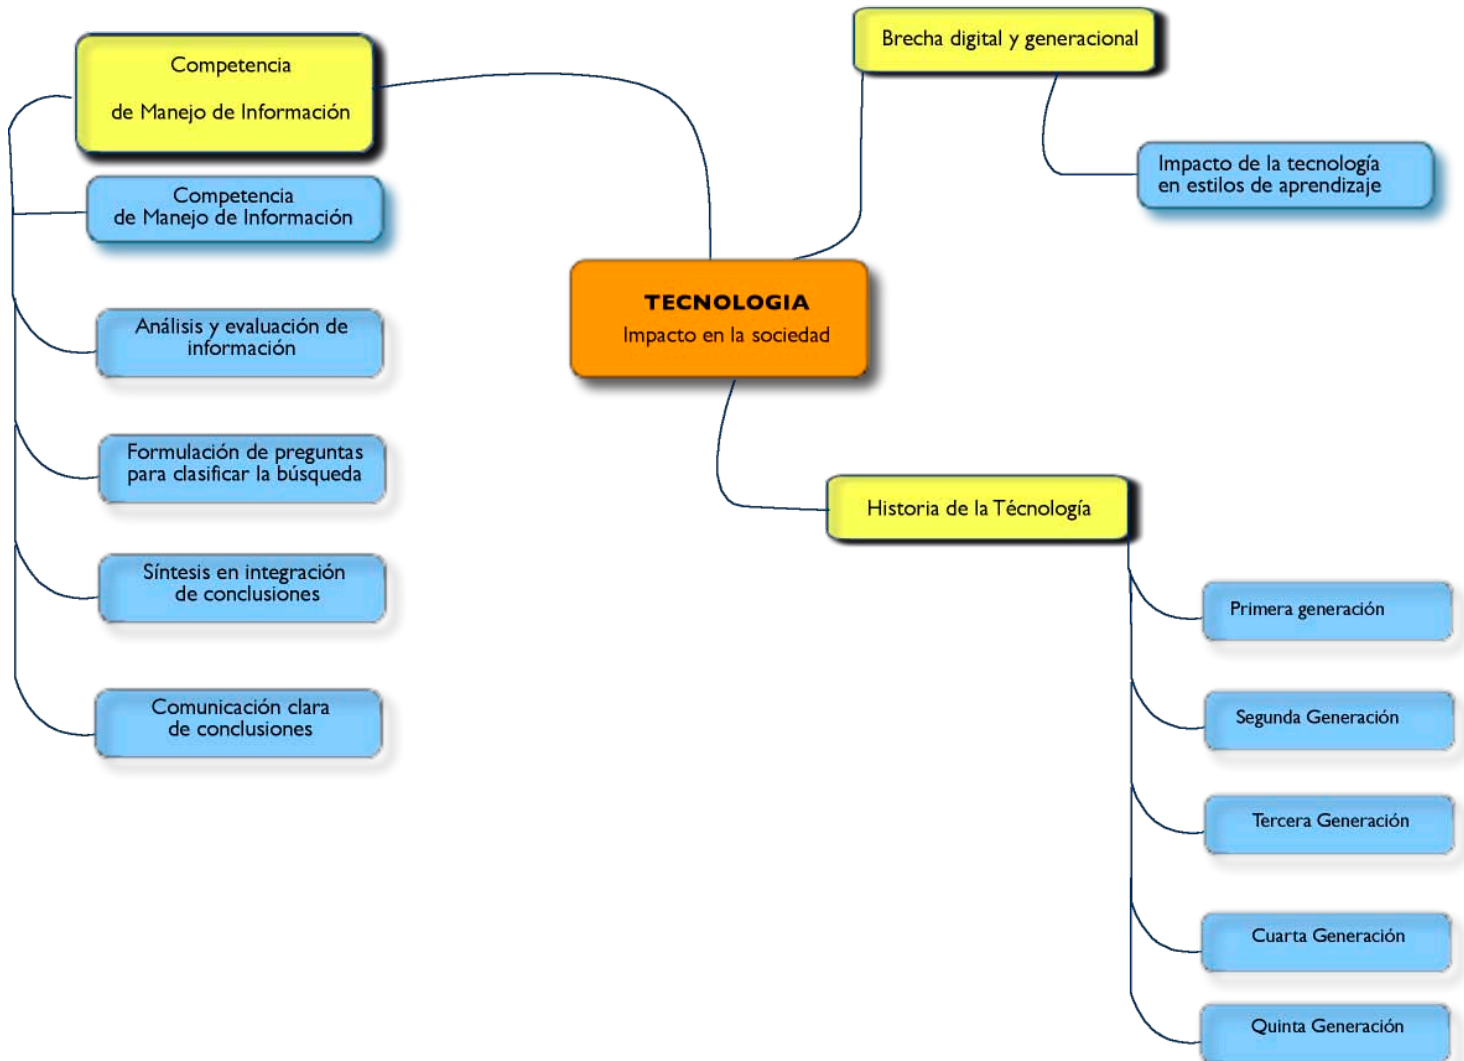 Competencia
de Manejo de Información
Competencia
de Manejo de Información
Análisis y evaluación de
información
Formulación de preguntas
para clasificar la búsqueda
Síntesis en integración
de conclusiones
Comunicación clara
de conclusiones
TECNOLOGIA
Impacto en la sociedad
Brecha digital y generacional
Impacto de la tecnología
en estilos de aprendizaje
Historia de la Técnología
Primera generación
Segunda Generación
Tercera Generación
Cuarta Generación
Quinta Generación